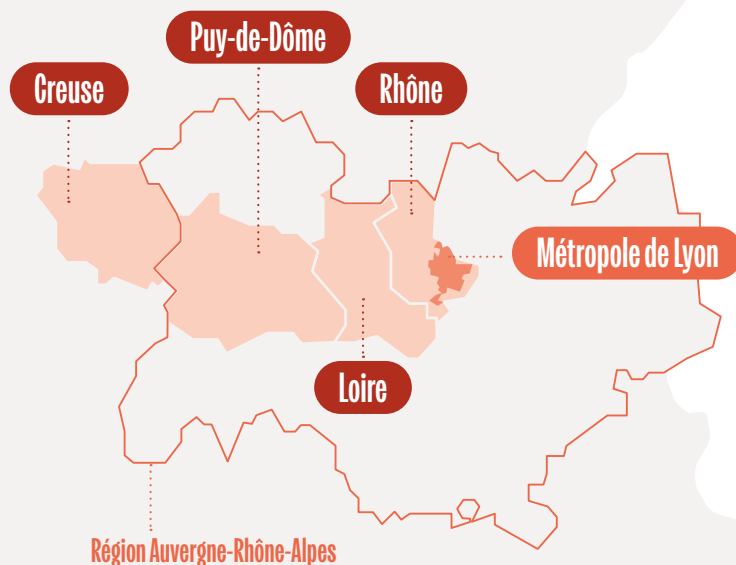 Puy-de-Dôme
Creuse
Rhône
Métropole de Lyon
Loire
Région Auvergne-Rhône-Alpes